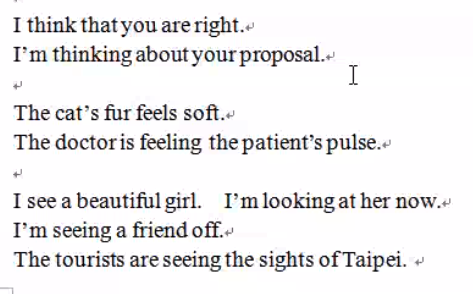 I think that you are right.
I'm thinking about your proposal.
The cat's fur feels soft.
The doctor is feeling the patient's pulse.
I see a beautiful girl. I'm looking at her now.
I'm seeing a friend off.
The tourists are seeing the sights of Taipei.